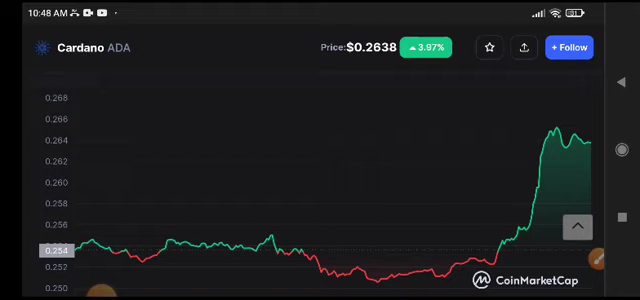 10:48 AM
Cardano ADA
Price:$0.2638
3.97%
+ Follow
0.268
0.266
0.264
0.262
0.260
0.258
0.256
0.254
0.252
0.250
CoinMarketCap